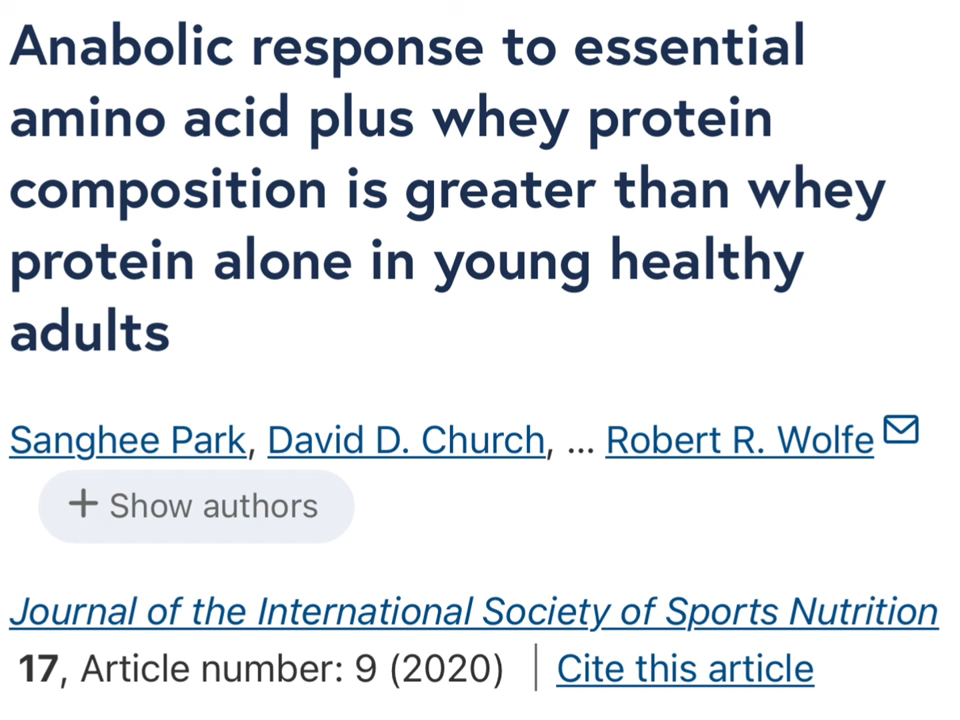 Anabolic response to essential
amino acid plus whey protein
composition is greater than whey
protein alone in young healthy
adults
Sanghee Park, David D. Church, ... Robert R. Wolfe
+ Show authors
Journal of the International Society of Sports Nutrition
17, Article number: 9 (2020) | Cite this article